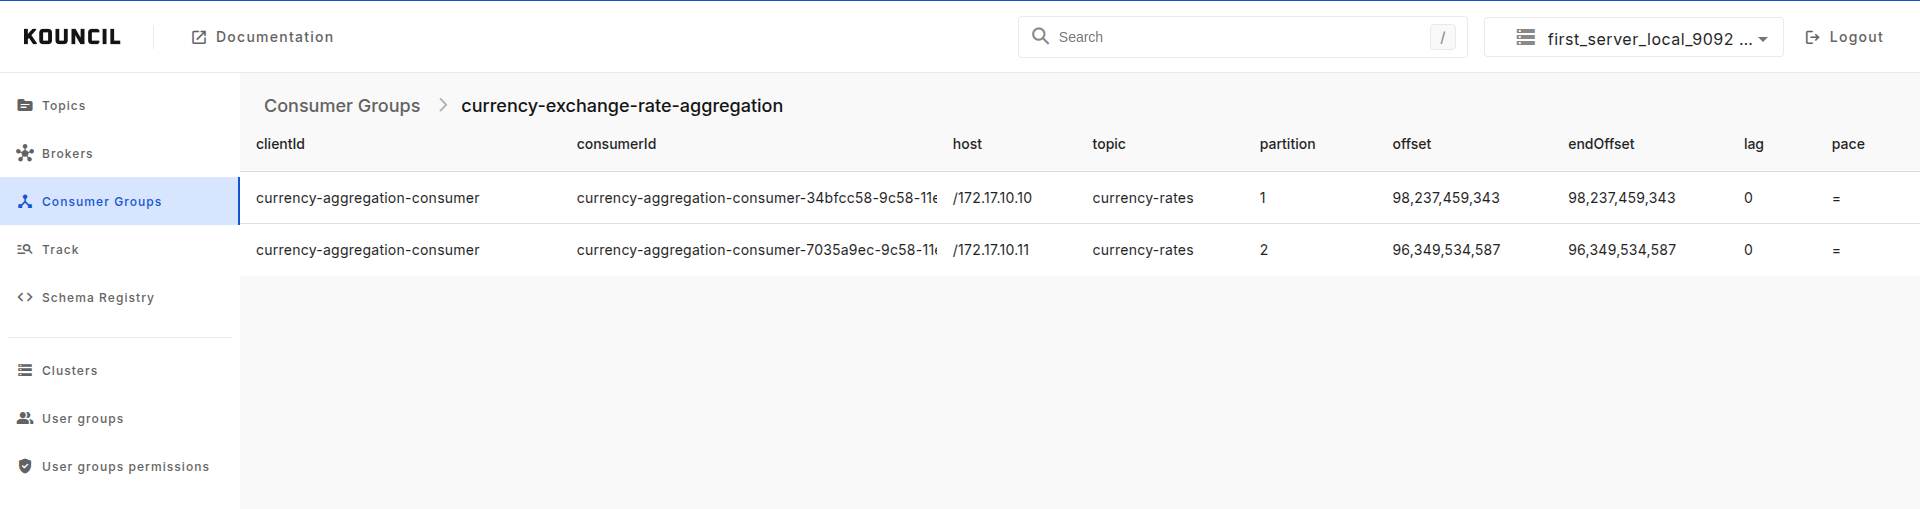 KOUNCIL Documentation Search / first_server_local_9092 ... Logout
Topics
Brokers
Consumer Groups
Track
Schema Registry
Clusters
User groups
User groups permissions
Consumer Groups > currency-exchange-rate-aggregation
clientId consumerId host topic partition offset endOffset lag pace
currency-aggregation-consumer currency-aggregation-consumer-34bfcc58-9c58-11e /172.17.10.10 currency-rates 1 98,237,459,343 98,237,459,343 0 =
currency-aggregation-consumer currency-aggregation-consumer-7035a9ec-9c58-11e /172.17.10.11 currency-rates 2 96,349,534,587 96,349,534,587 0 =